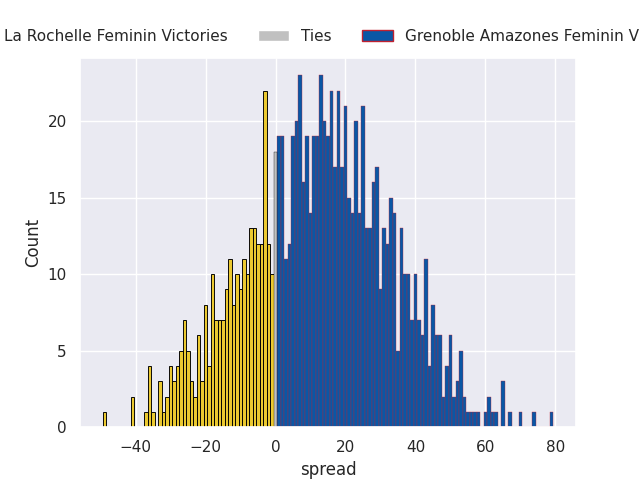 La Rochelle Feminin Victories Ties Grenoble Amazones Feminin V
20
15
10
5
0
Count
−40 −20 0 20 40 60 80
spread